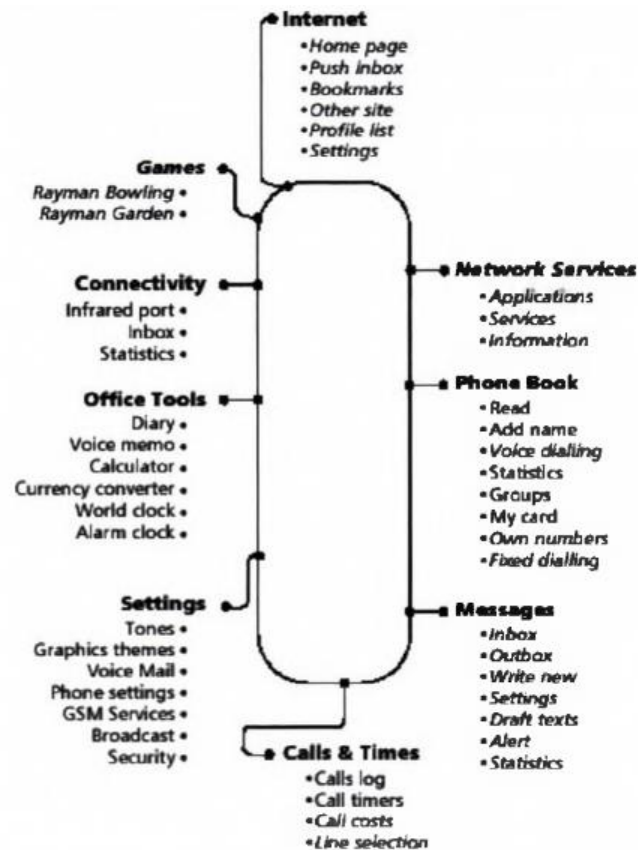 Internet
•Home page
•Push inbox
•Bookmarks
•Other site
•Profile list
•Settings
Games
Rayman Bowling •
Rayman Garden •
Connectivity
Infrared port •
Inbox •
Statistics •
Office Tools
Diary •
Voice memo •
Calculator •
Currency converter •
World clock •
Alarm clock •
Settings
Tones •
Graphics themes •
Voice Mail •
Phone settings •
GSM Services •
Broadcast •
Security •
Network Services
•Applications
•Services
•Information
Phone Book
•Read
•Add name
•Voice dialling
•Statistics
•Groups
•My card
•Own numbers
•Fixed dialling
Messages
•Inbox
•Outbox
•Write new
•Settings
•Draft texts
•Alert
•Statistics
Calls & Times
•Calls log
•Call timers
•Call costs
•Line selection